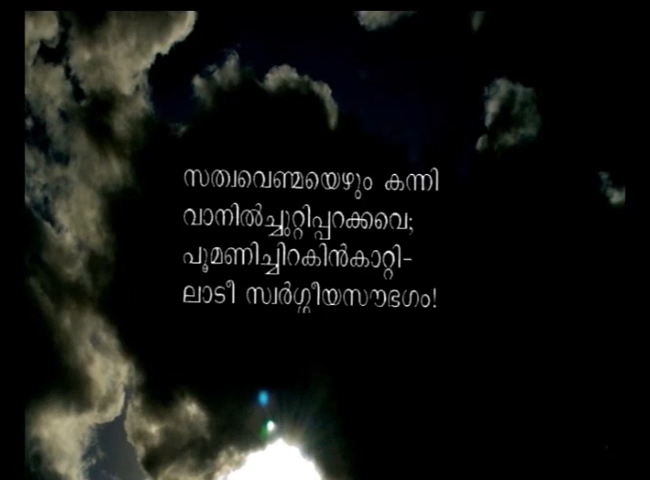 സത്വവെണ്മയെഴും കന്നി
വാനിൽച്ചുറ്റിപ്പറക്കവെ;
പൂമണിച്ചിറകിൻകാറ്റി-
ലാടീ സ്വർഗ്ഗീയസൗഭഗം!